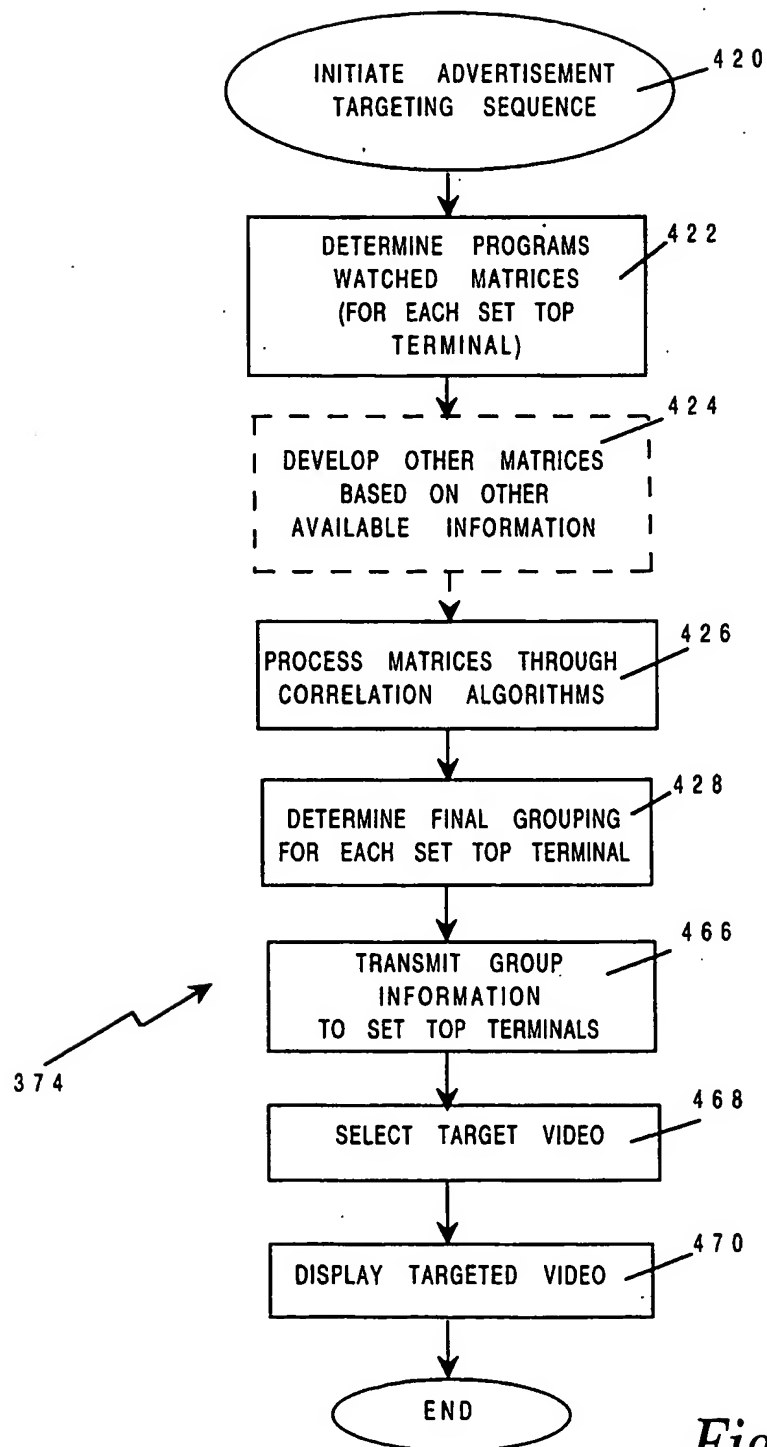 INITIATE ADVERTISEMENT
TARGETING SEQUENCE
420
DETERMINE PROGRAMS
WATCHED MATRICES
(FOR EACH SET TOP
TERMINAL)
422
DEVELOP OTHER MATRICES
BASED ON OTHER
AVAILABLE INFORMATION
424
PROCESS MATRICES THROUGH
CORRELATION ALGORITHMS
426
DETERMINE FINAL GROUPING
FOR EACH SET TOP TERMINAL
428
TRANSMIT GROUP
INFORMATION
TO SET TOP TERMINALS
466
374
SELECT TARGET VIDEO
468
DISPLAY TARGETED VIDEO
470
END